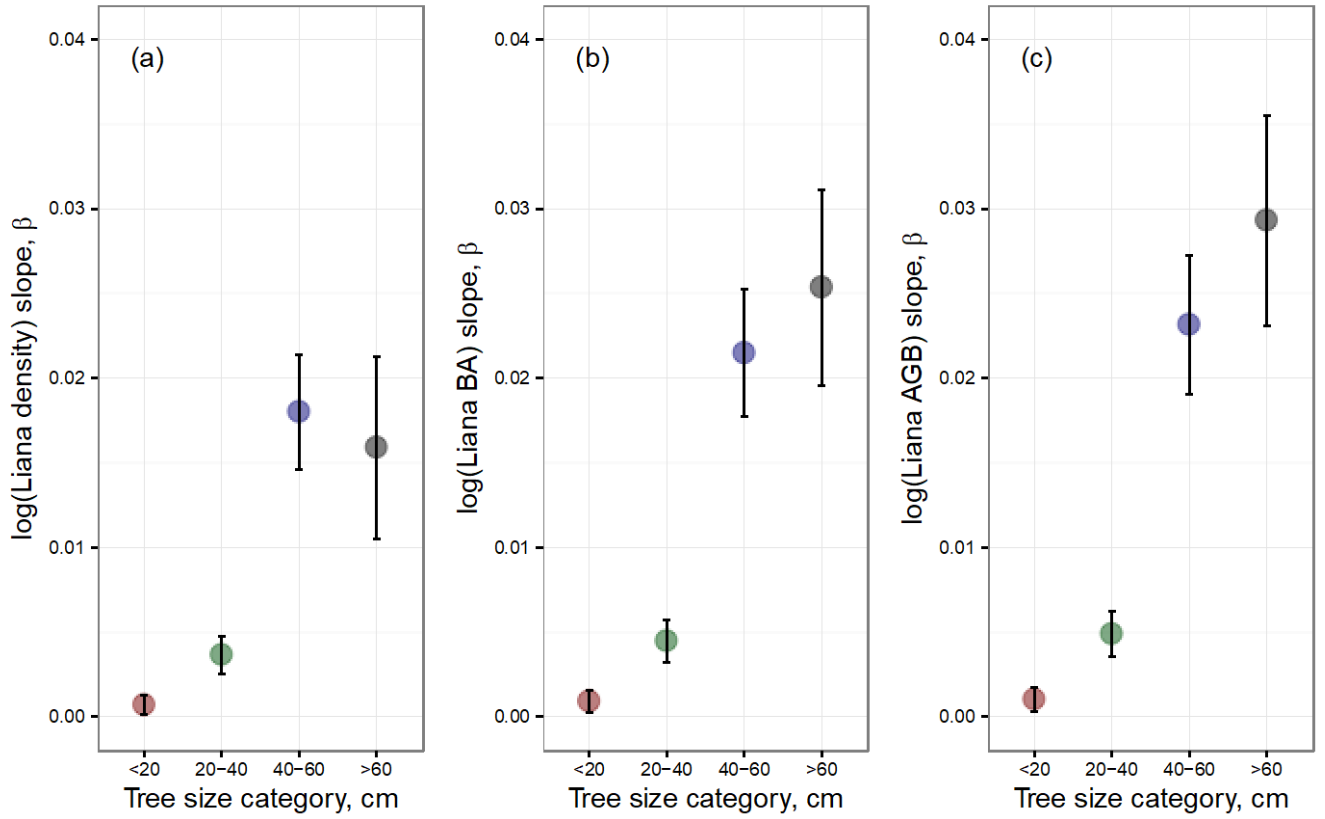 (a)
log(Liana density) slope, β
0.04
0.03
0.02
0.01
0.00
<20 20−40 40−60 >60
Tree size category, cm
(b)
log(Liana BA) slope, β
0.04
0.03
0.02
0.01
0.00
<20 20−40 40−60 >60
Tree size category, cm
(c)
log(Liana AGB) slope, β
0.04
0.03
0.02
0.01
0.00
<20 20−40 40−60 >60
Tree size category, cm